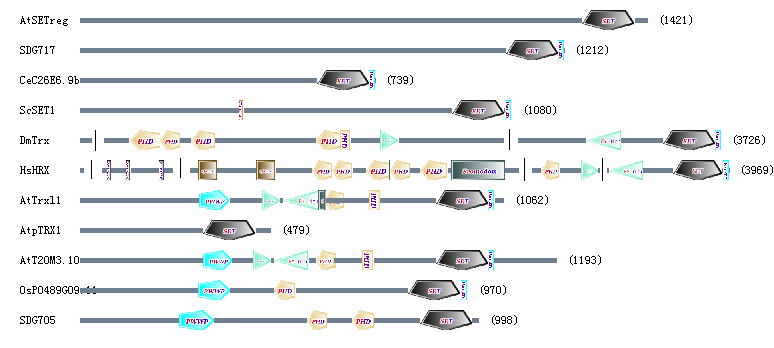 AtSETreg SET (1421)
SDG717 SET (1212)
CeC26E6.9b SET (739)
ScSET1 SET (1080)
DmTrx PHD PHD PHD PHD PHD SET (3726)
HsHRX PHD PHD PHD PHD PHD PHD SET (3969)
AtTrxl1 PWWP PHD SET (1062)
AtpTRX1 SET (479)
AtT20M3.10 PWWP PHD PHD SET (1193)
OsP0489G09.11 PWWP PHD SET (970)
SDG705 PWWP PHD PHD SET (998)